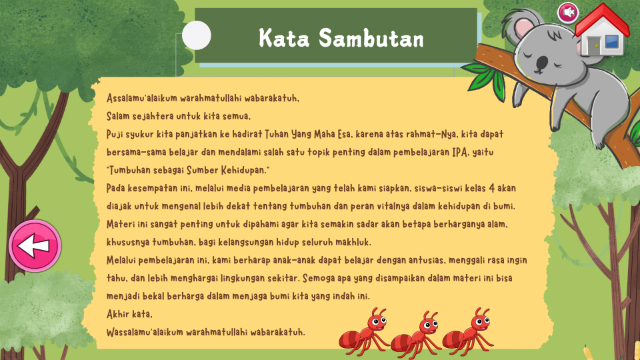 Kata Sambutan
Assalamu'alaikum warahmatullahi wabarakatuh,
Salam sejahtera untuk kita semua,
Puji syukur kita panjatkan ke hadirat Tuhan Yang Maha Esa, karena atas rahmat-Nya, kita dapat
bersama-sama belajar dan mendalami salah satu topik penting dalam pembelajaran IPA, yaitu
"Tumbuhan sebagai Sumber Kehidupan."
Pada kesempatan ini, melalui media pembelajaran yang telah kami siapkan, siswa-siswi kelas 4 akan
diajak untuk mengenal lebih dekat tentang tumbuhan dan peran vitalnya dalam kehidupan di bumi.
Materi ini sangat penting untuk dipahami agar kita semakin sadar akan betapa berharganya alam,
khususnya tumbuhan, bagi kelangsungan hidup seluruh makhluk.
Melalui pembelajaran ini, kami berharap anak-anak dapat belajar dengan antusias, menggali rasa ingin
tahu, dan lebih menghargai lingkungan sekitar. Semoga apa yang disampaikan dalam materi ini bisa
menjadi bekal berharga dalam menjaga bumi kita yang indah ini.
Akhir kata,
Wassalamu'alaikum warahmatullahi wabarakatuh.